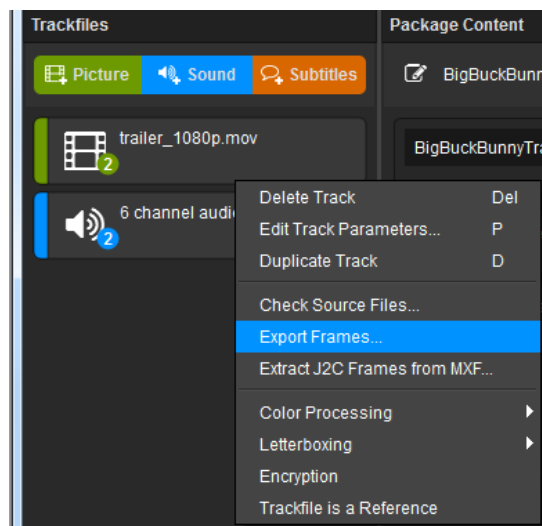 Trackfiles
Package Content
Picture
Sound
Subtitles
BigBuckBunn
trailer_1080p.mov
2
BigBuckBunnyTra
6 channel audio
2
Delete Track Del
Edit Track Parameters... P
Duplicate Track D
Check Source Files...
Export Frames...
Extract J2C Frames from MXF...
Color Processing
Letterboxing
Encryption
Trackfile is a Reference